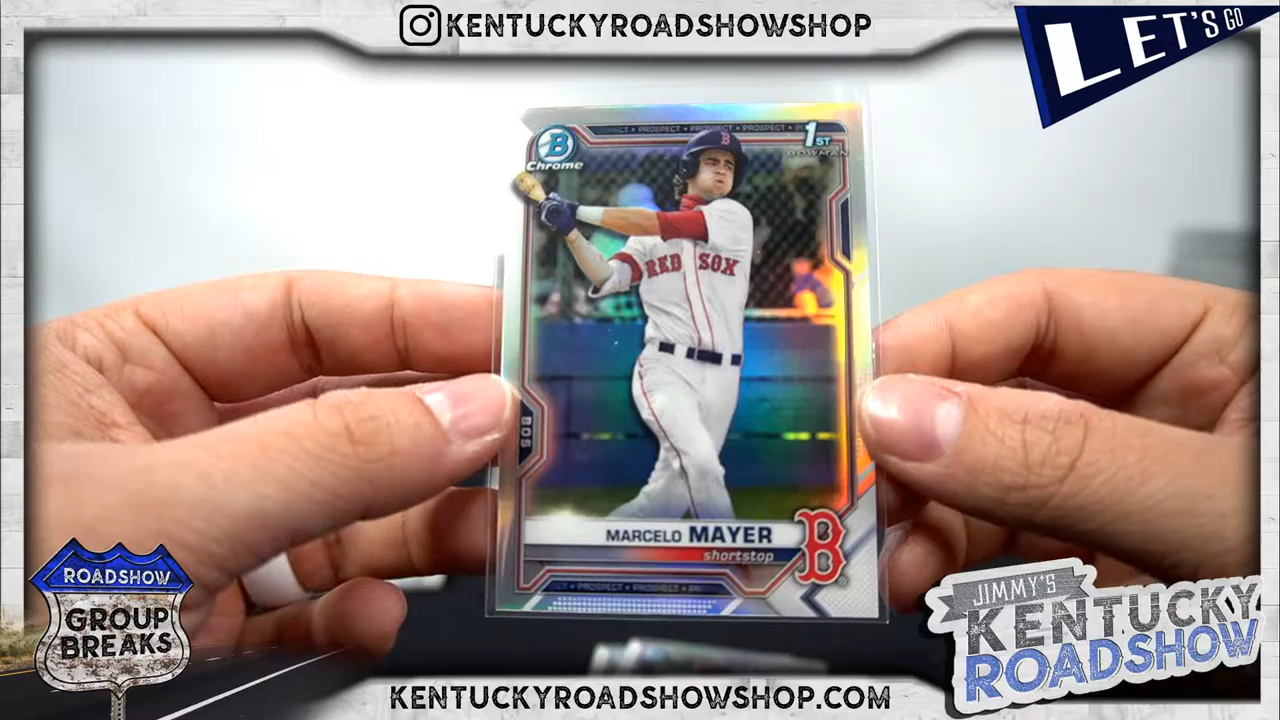 KENTUCKYROADSHOWSHOP
LET'S GO
B
Chrome
PROSPECT • PROSPECT • PROSPECT
1ST
BOWMAN
B
RED SOX
BOS
MARCELO MAYER
shortstop
B
PROSPECT • PROSPECT
ROADSHOW
GROUP
BREAKS
JIMMY'S
KENTUCKY
ROADSHOW
KENTUCKYROADSHOWSHOP.COM